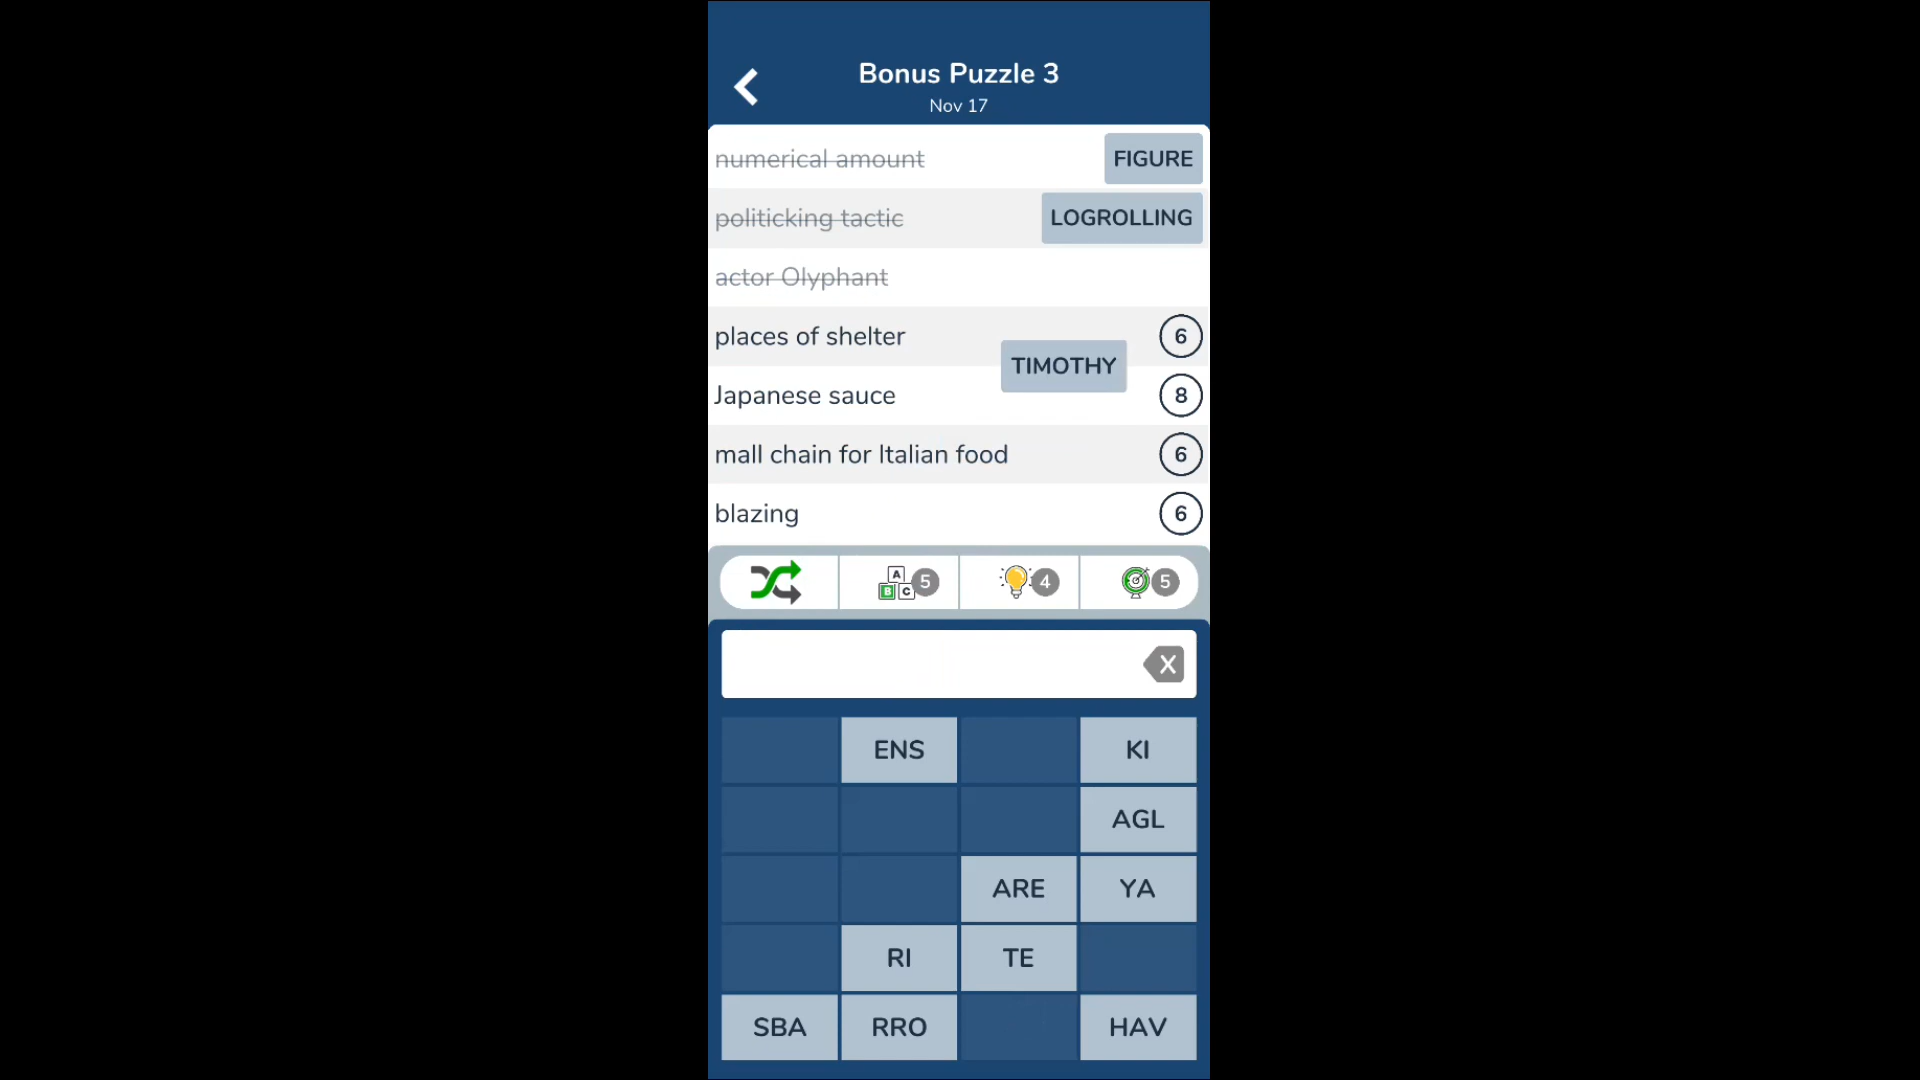 Bonus Puzzle 3
Nov 17
numerical amount FIGURE
politicking tactic LOGROLLING
actor Olyphant
places of shelter 6
TIMOTHY
Japanese sauce 8
mall chain for Italian food 6
blazing 6
A B C 5 4 5
X
ENS KI
AGL
ARE YA
RI TE
SBA RRO HAV